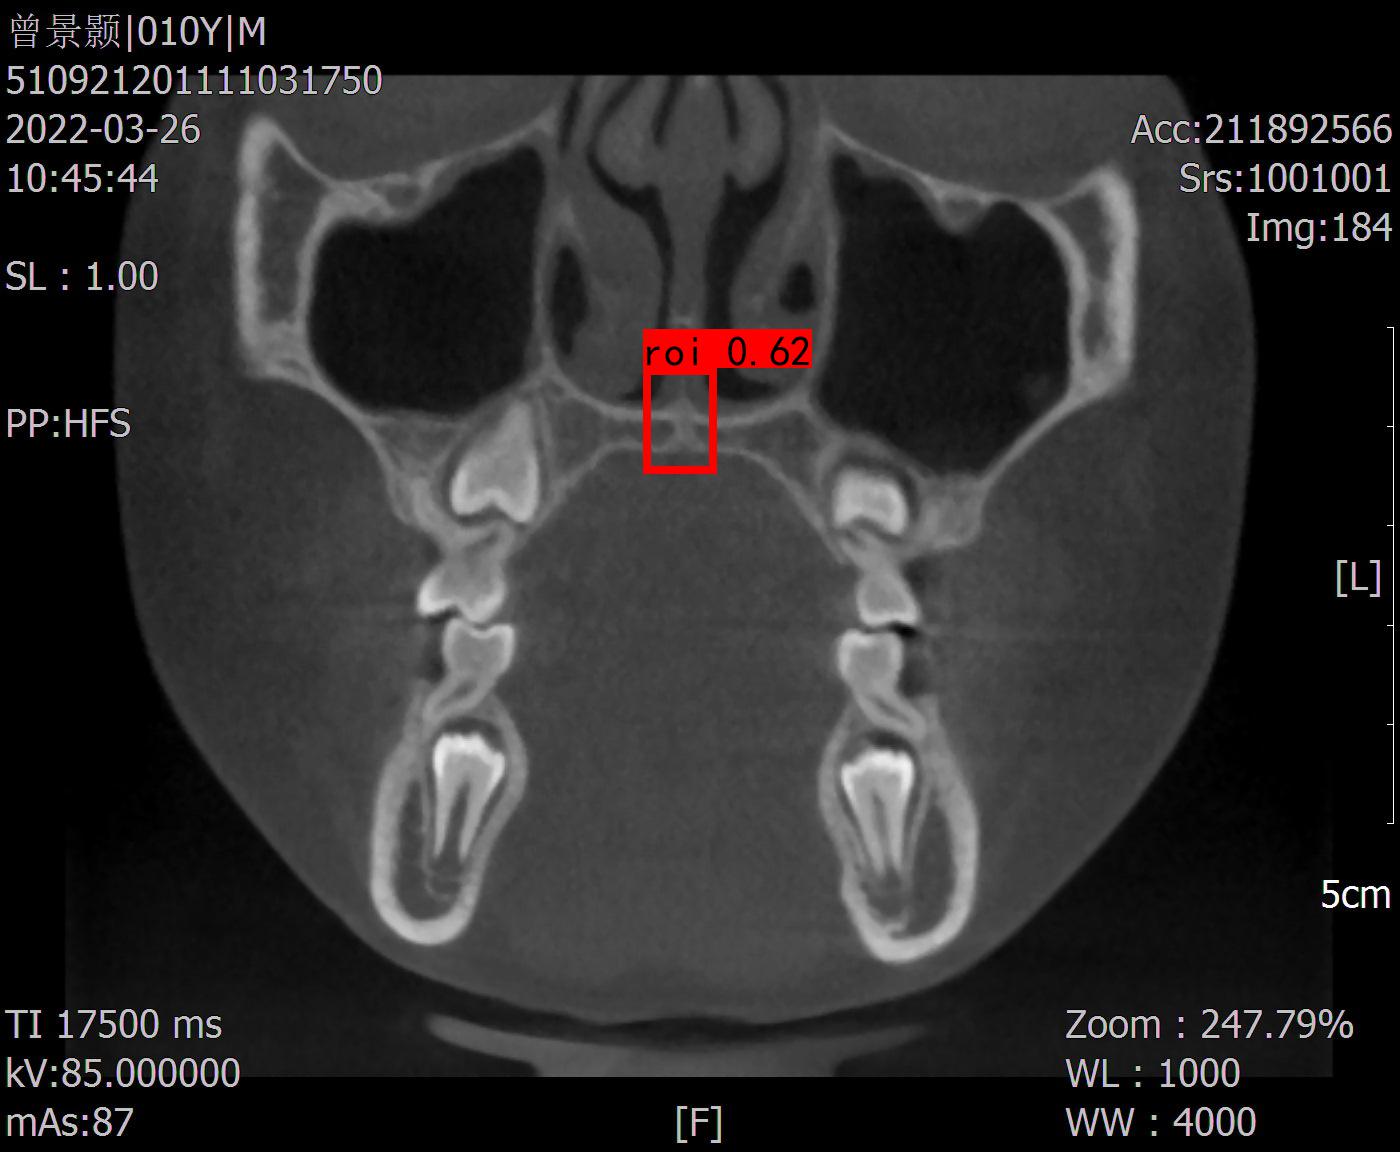 曾景颢|010Y|M
510921201111031750
2022-03-26
10:45:44
SL : 1.00
PP:HFS
Acc:211892566
Srs:1001001
Img:184
roi 0.62
[L]
5cm
TI 17500 ms
kV:85.000000
mAs:87
[F]
Zoom : 247.79%
WL : 1000
WW : 4000